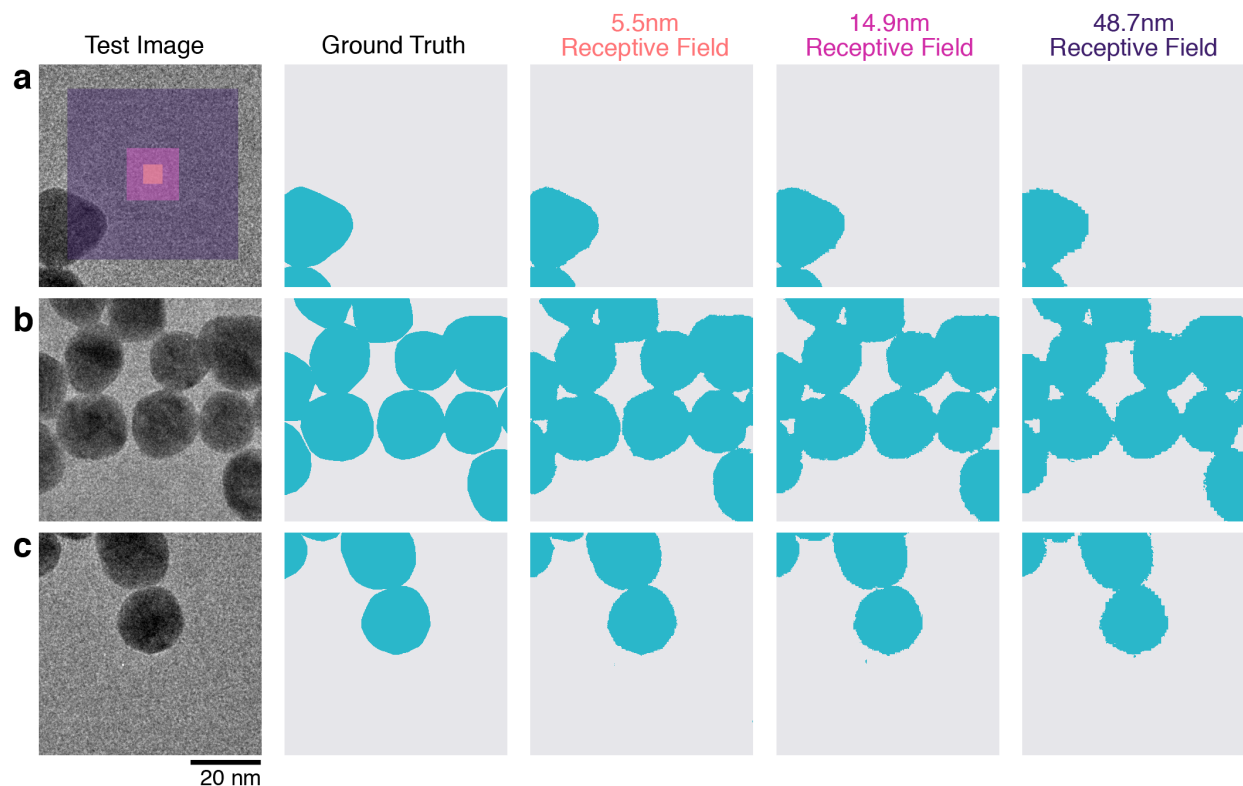 Test Image
Ground Truth
5.5nm
Receptive Field
14.9nm
Receptive Field
48.7nm
Receptive Field
a
b
c
20 nm